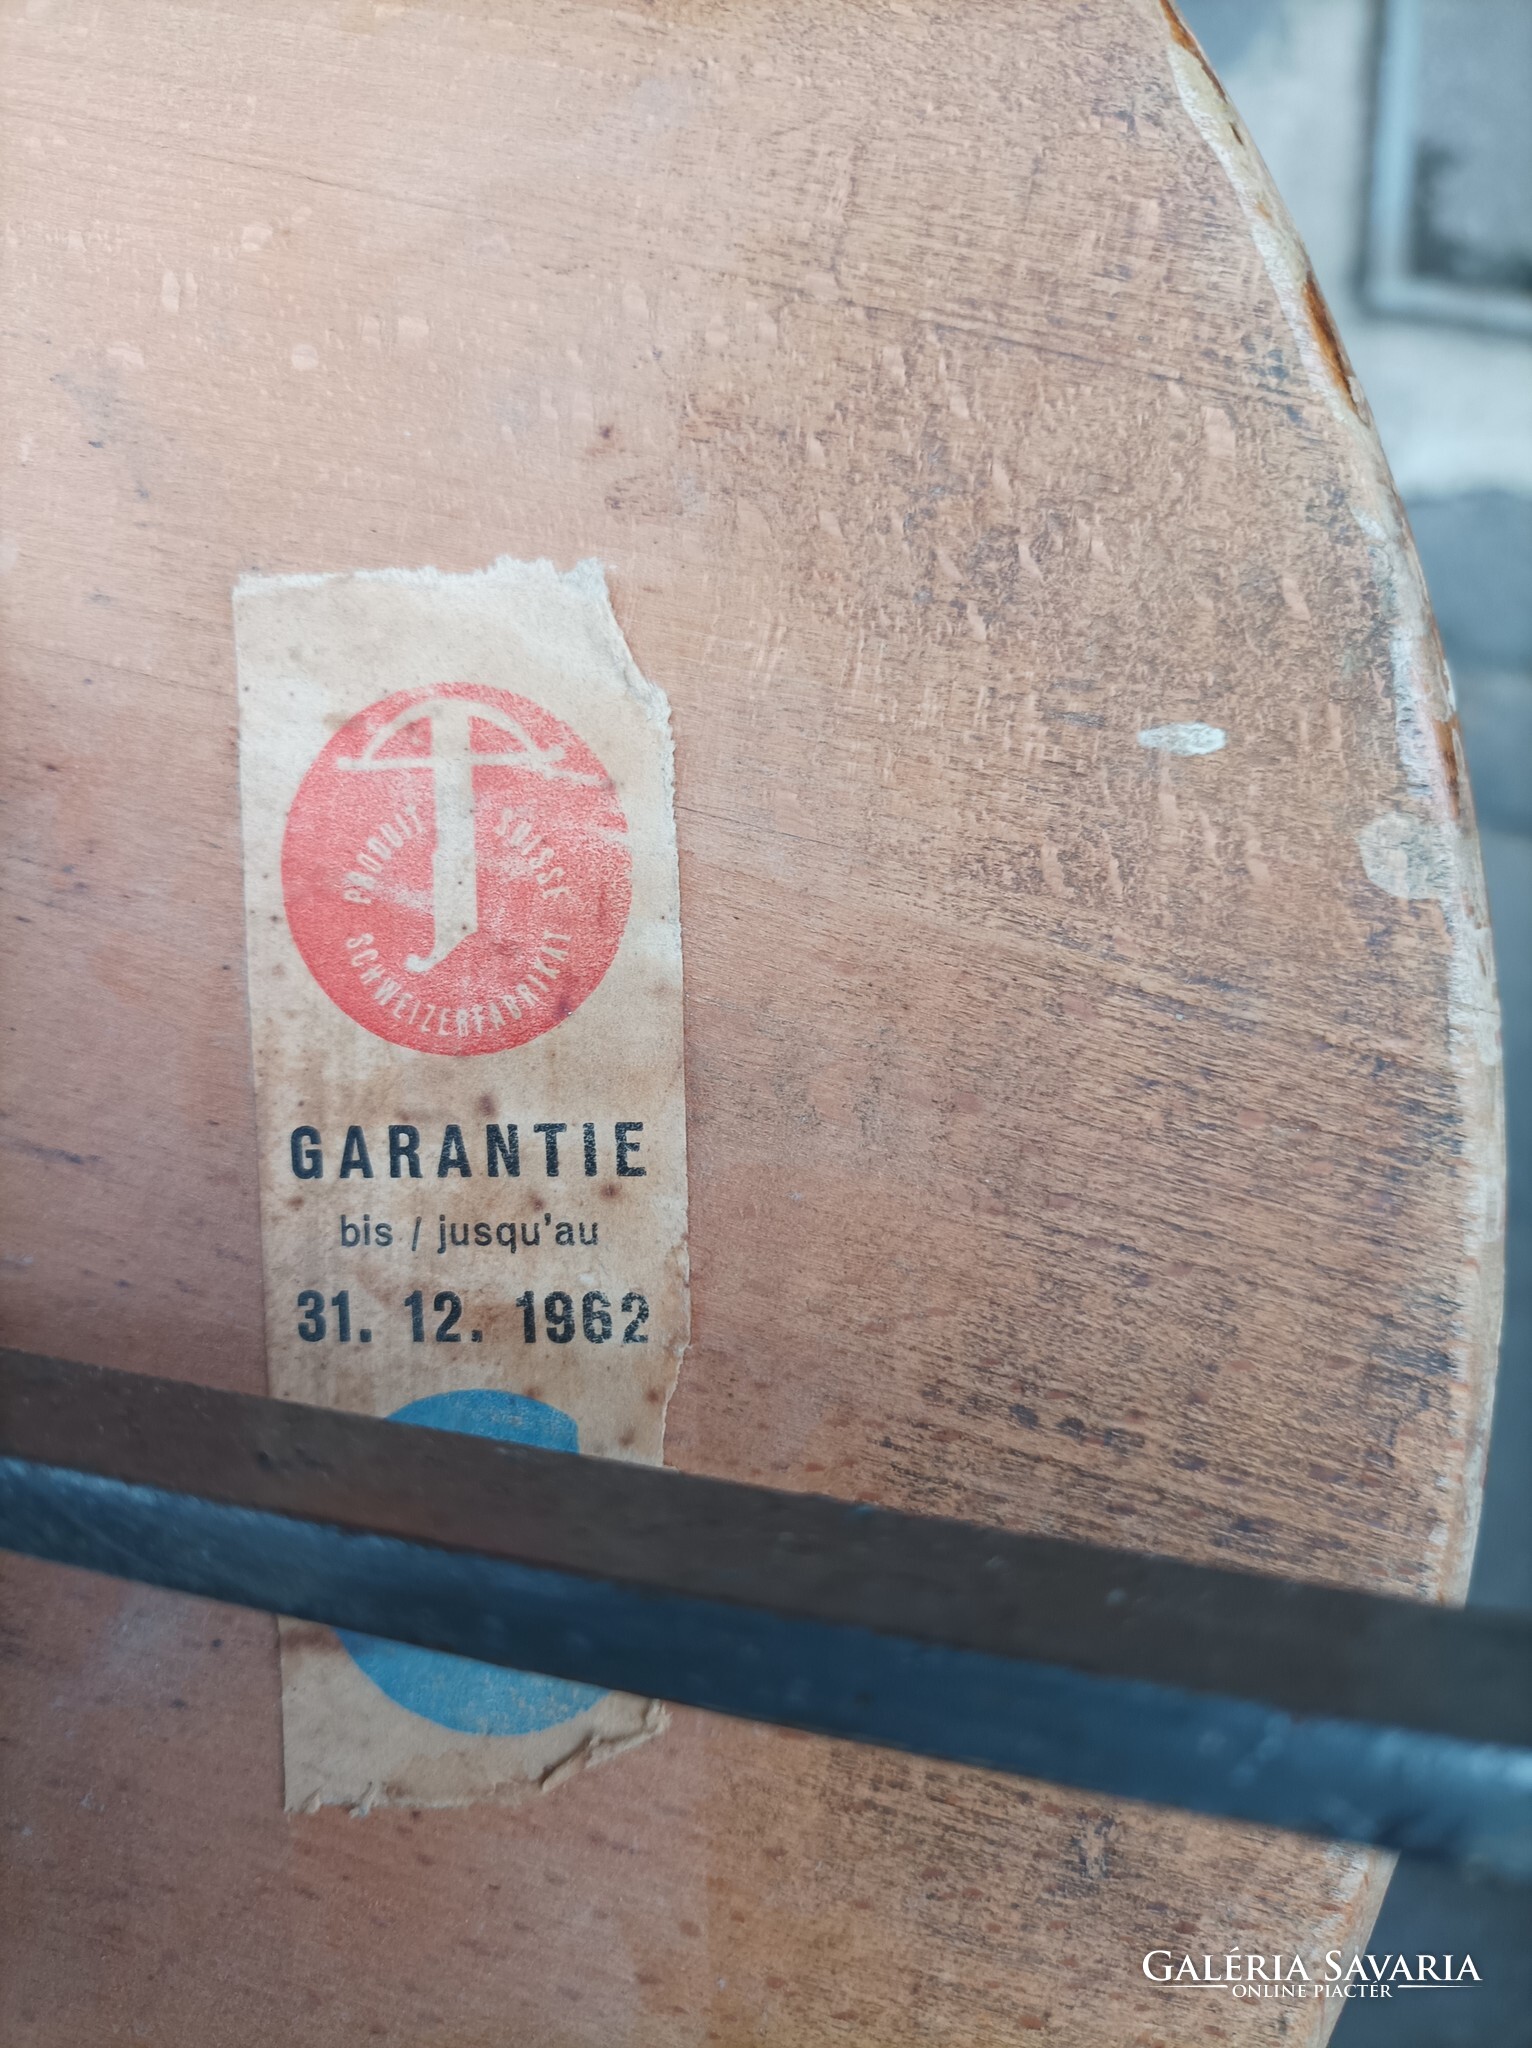 PRODUIT SUISSE
SCHWEIZERFABRIKAT
GARANTIE
bis / jusqu'au
31. 12. 1962
GALÉRIA SAVARIA
ONLINE PIACTÉR